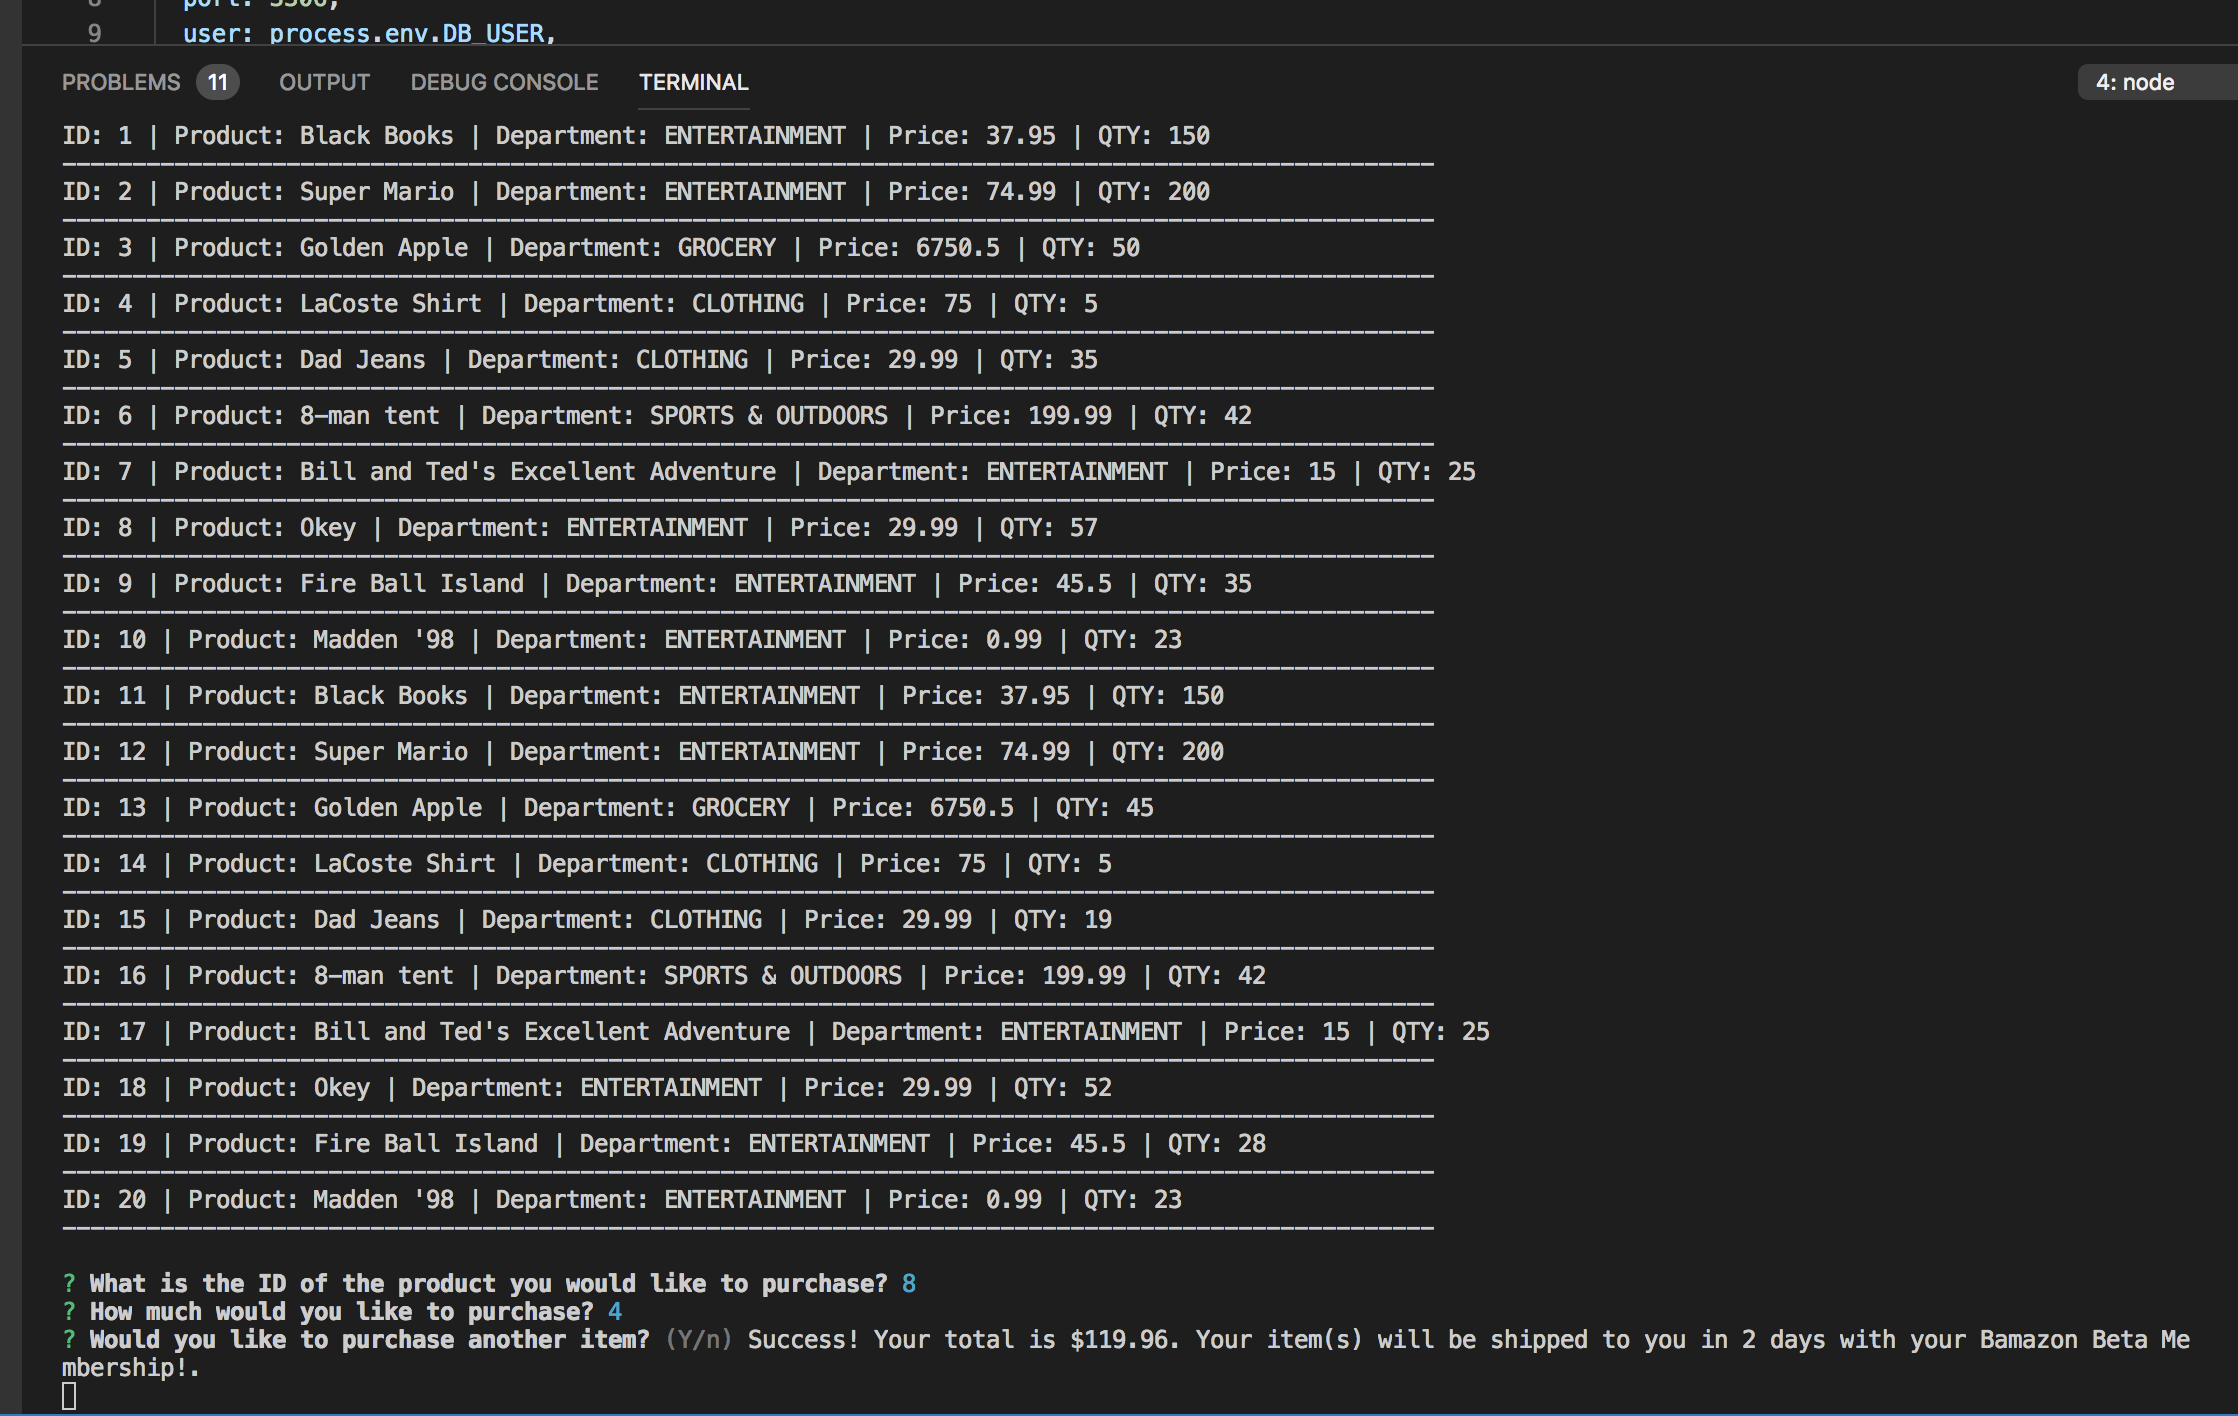 9 user: process.env.DB_USER,
PROBLEMS 11 OUTPUT DEBUG CONSOLE TERMINAL 4: node
ID: 1 | Product: Black Books | Department: ENTERTAINMENT | Price: 37.95 | QTY: 150
ID: 2 | Product: Super Mario | Department: ENTERTAINMENT | Price: 74.99 | QTY: 200
ID: 3 | Product: Golden Apple | Department: GROCERY | Price: 6750.5 | QTY: 50
ID: 4 | Product: LaCoste Shirt | Department: CLOTHING | Price: 75 | QTY: 5
ID: 5 | Product: Dad Jeans | Department: CLOTHING | Price: 29.99 | QTY: 35
ID: 6 | Product: 8-man tent | Department: SPORTS & OUTDOORS | Price: 199.99 | QTY: 42
ID: 7 | Product: Bill and Ted's Excellent Adventure | Department: ENTERTAINMENT | Price: 15 | QTY: 25
ID: 8 | Product: Okey | Department: ENTERTAINMENT | Price: 29.99 | QTY: 57
ID: 9 | Product: Fire Ball Island | Department: ENTERTAINMENT | Price: 45.5 | QTY: 35
ID: 10 | Product: Madden '98 | Department: ENTERTAINMENT | Price: 0.99 | QTY: 23
ID: 11 | Product: Black Books | Department: ENTERTAINMENT | Price: 37.95 | QTY: 150
ID: 12 | Product: Super Mario | Department: ENTERTAINMENT | Price: 74.99 | QTY: 200
ID: 13 | Product: Golden Apple | Department: GROCERY | Price: 6750.5 | QTY: 45
ID: 14 | Product: LaCoste Shirt | Department: CLOTHING | Price: 75 | QTY: 5
ID: 15 | Product: Dad Jeans | Department: CLOTHING | Price: 29.99 | QTY: 19
ID: 16 | Product: 8-man tent | Department: SPORTS & OUTDOORS | Price: 199.99 | QTY: 42
ID: 17 | Product: Bill and Ted's Excellent Adventure | Department: ENTERTAINMENT | Price: 15 | QTY: 25
ID: 18 | Product: Okey | Department: ENTERTAINMENT | Price: 29.99 | QTY: 52
ID: 19 | Product: Fire Ball Island | Department: ENTERTAINMENT | Price: 45.5 | QTY: 28
ID: 20 | Product: Madden '98 | Department: ENTERTAINMENT | Price: 0.99 | QTY: 23
? What is the ID of the product you would like to purchase? 8
? How much would you like to purchase? 4
? Would you like to purchase another item? (Y/n) Success! Your total is $119.96. Your item(s) will be shipped to you in 2 days with your Bamazon Beta Me
mbership!.